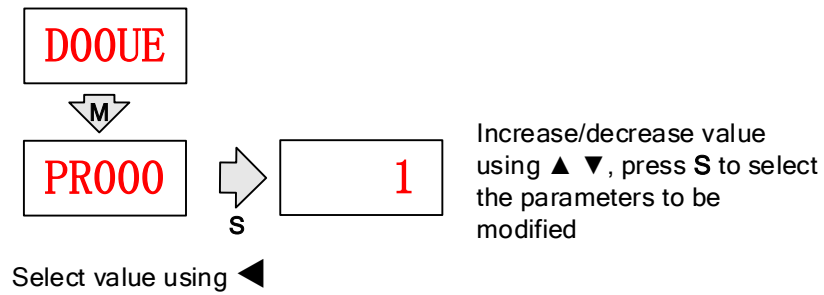 D00UE
M
PR000
S
1
Increase/decrease value
using ▲ ▼, press S to select
the parameters to be
modified
Select value using ◀